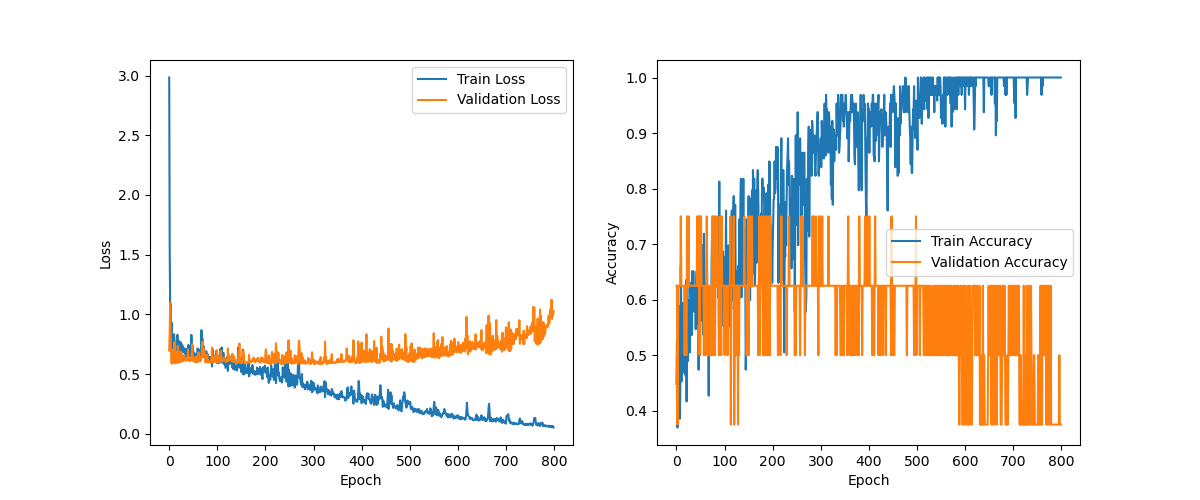 3.0
2.5
2.0
1.5
1.0
0.5
0.0
Loss
0 100 200 300 400 500 600 700 800
Epoch
Train Loss
Validation Loss
1.0
0.9
0.8
0.7
0.6
0.5
0.4
Accuracy
0 100 200 300 400 500 600 700 800
Epoch
Train Accuracy
Validation Accuracy